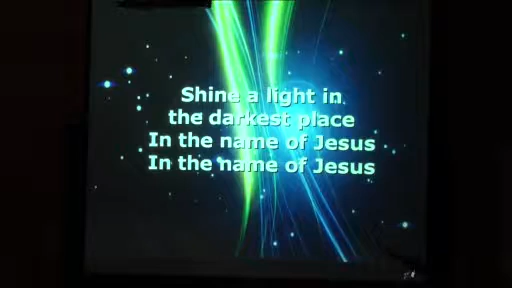 Shine a light in
the darkest place
In the name of Jesus
In the name of Jesus